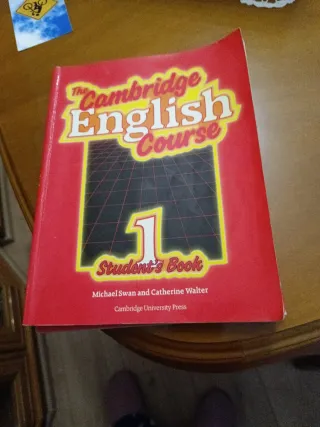 The Cambridge
English
Course
1
Student's Book
Michael Swan and Catherine Walter
Cambridge University Press